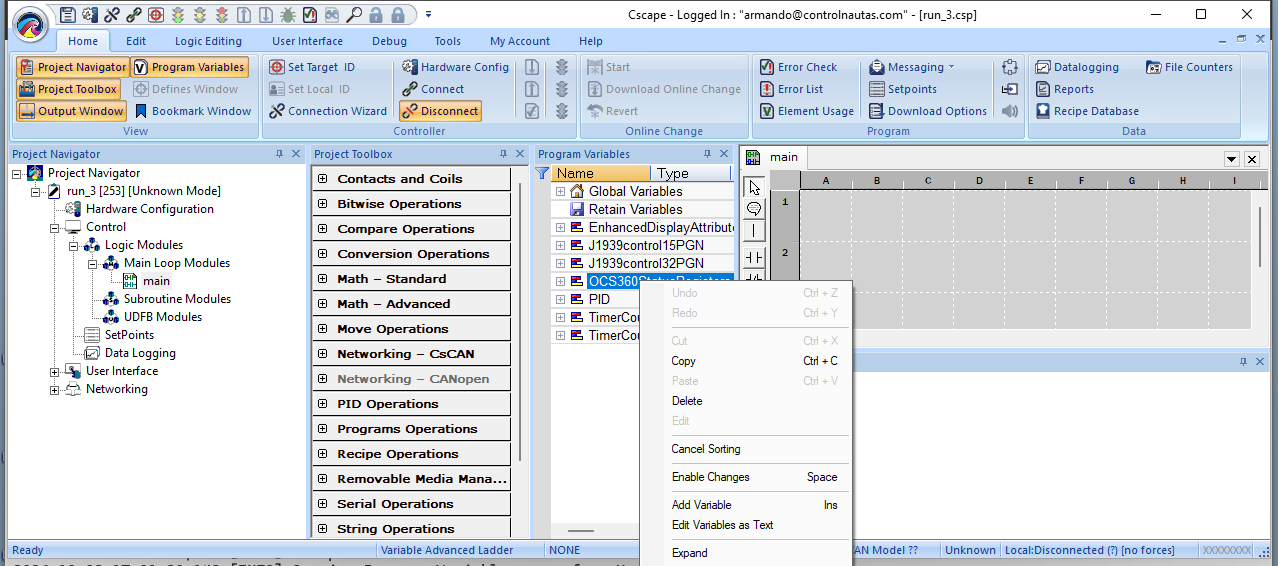 Cscape - Logged In : "armando@controlnautas.com" - [run_3.csp]
Home Edit Logic Editing User Interface Debug Tools My Account Help
Project Navigator Program Variables Set Target ID Hardware Config Start Error Check Messaging Datalogging File Counters
Project Toolbox Defines Window Set Local ID Connect Download Online Change Error List Setpoints Reports
Output Window Bookmark Window Connection Wizard Disconnect Revert Element Usage Download Options Recipe Database
View Controller Online Change Program Data
Project Navigator
Project Navigator
run_3 [253] [Unknown Mode]
Hardware Configuration
Control
Logic Modules
Main Loop Modules
main
Subroutine Modules
UDFB Modules
SetPoints
Data Logging
User Interface
Networking
Project Toolbox
Contacts and Coils
Bitwise Operations
Compare Operations
Conversion Operations
Math – Standard
Math – Advanced
Move Operations
Networking – CsCAN
Networking – CANopen
PID Operations
Programs Operations
Recipe Operations
Removable Media Mana...
Serial Operations
String Operations
Program Variables
Name Type
Global Variables
Retain Variables
EnhancedDisplayAttribute
J1939control15PGN
J1939control32PGN
OCS360StatusRegisters
PID
TimerCou
TimerCou
Undo Ctrl + Z
Redo Ctrl + Y
Cut Ctrl + X
Copy Ctrl + C
Paste Ctrl + V
Delete
Edit
Cancel Sorting
Enable Changes Space
Add Variable Ins
Edit Variables as Text
Expand
main
A B C D E F G H I
1
2
Ready Variable Advanced Ladder NONE AN Model ?? Unknown Local:Disconnected (?) [no forces] XXXXXXXX